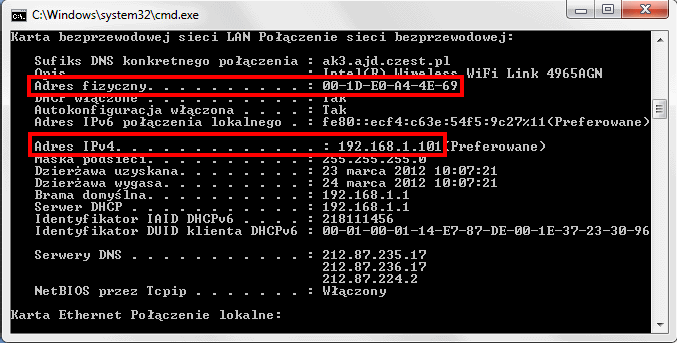 C:\Windows\system32\cmd.exe
Karta bezprzewodowej sieci LAN Połączenie sieci bezprzewodowej:
Sufiks DNS konkretnego połączenia : ak3.ajd.czest.pl
Opis . . . . . . . . . . . . . . : Intel(R) Wireless WiFi Link 4965AGN
Adres fizyczny. . . . . . . . . . : 00-1D-E0-A4-4E-69
DHCP włączone . . . . . . . . . . : Tak
Autokonfiguracja włączona . . . . : Tak
Adres IPv6 połączenia lokalnego . : fe80::ecf4:c63e:54f5:9c27%11(Preferowane)
Adres IPv4. . . . . . . . . . . . . : 192.168.1.101(Preferowane)
Maska podsieci. . . . . . . . . . : 255.255.255.0
Dzierżawa uzyskana. . . . . . . . : 23 marca 2012 10:07:21
Dzierżawa wygasa. . . . . . . . . : 24 marca 2012 10:07:21
Brama domyślna. . . . . . . . . . : 192.168.1.1
Serwer DHCP . . . . . . . . . . . : 192.168.1.1
Identyfikator IAID DHCPv6 . . . . : 218111456
Identyfikator DUID klienta DHCPv6 : 00-01-00-01-14-E7-87-DE-00-1E-37-23-30-96
Serwery DNS . . . . . . . . . . . : 212.87.235.17
212.87.236.17
212.87.224.2
NetBIOS przez Tcpip . . . . . . . : Włączony
Karta Ethernet Połączenie lokalne: